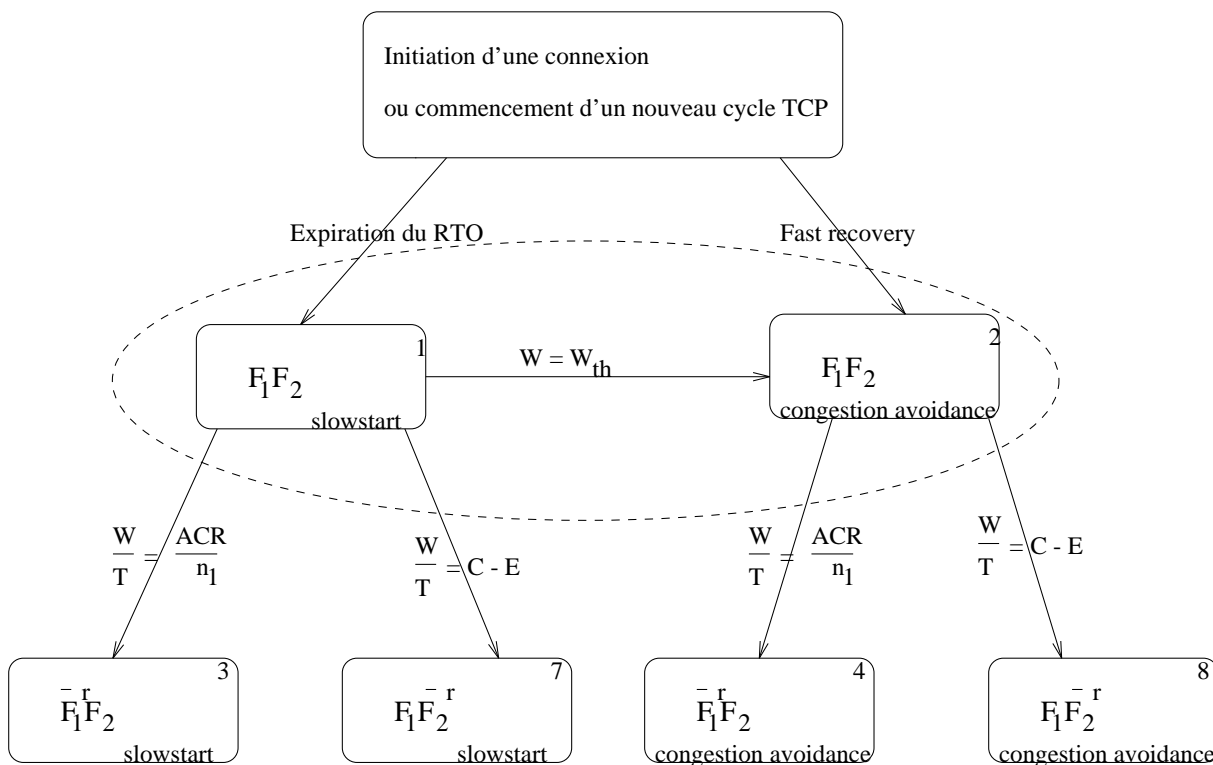 Initiation d'une connexion
ou commencement d'un nouveau cycle TCP
Expiration du RTO
Fast recovery
1
F₁F₂
slowstart
W = W_th
2
F₁F₂
congestion avoidance
W/T = ACR/n₁
W/T = C - E
W/T = ACR/n₁
W/T = C - E
3
F̄₁ʳF₂
slowstart
7
F₁F̄₂ʳ
slowstart
4
F̄₁ʳF₂
congestion avoidance
8
F₁F̄₂ʳ
congestion avoidance